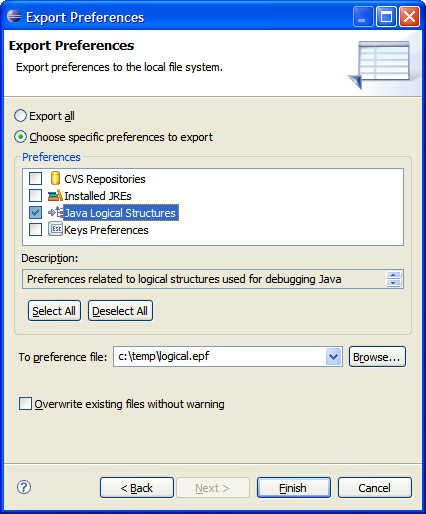 Export Preferences
Export Preferences
Export preferences to the local file system.
Export all
Choose specific preferences to export
Preferences
CVS Repositories
Installed JREs
Java Logical Structures
Esc Keys Preferences
Description:
Preferences related to logical structures used for debugging Java
Select All Deselect All
To preference file: c:\temp\logical.epf Browse...
Overwrite existing files without warning
? < Back Next > Finish Cancel